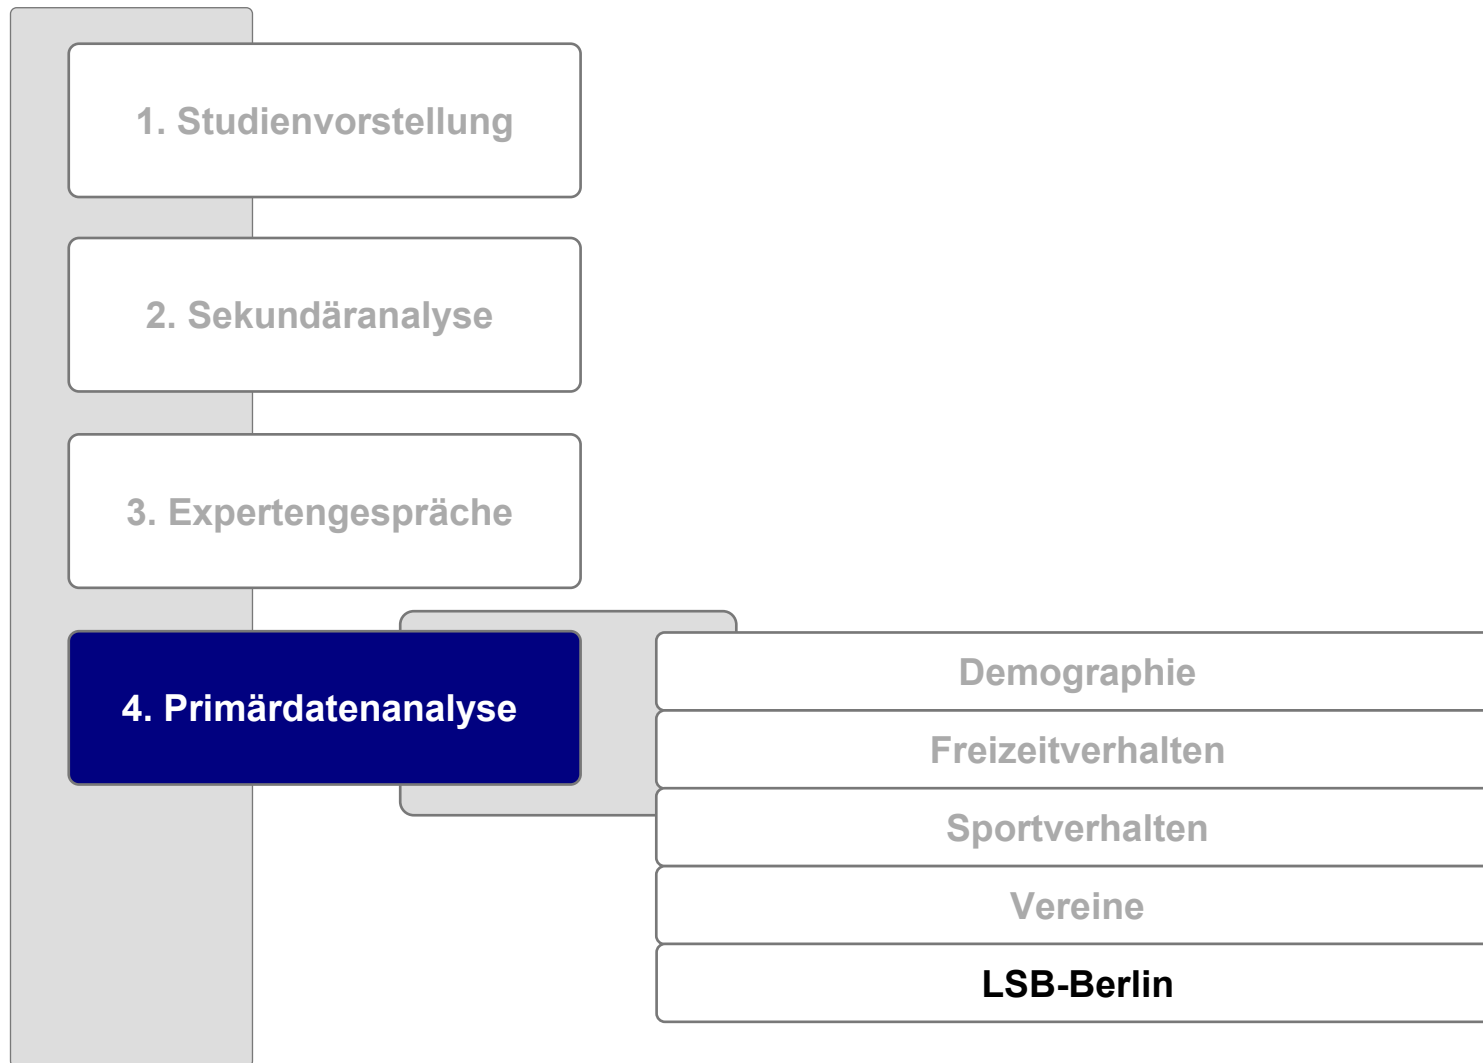 1. Studienvorstellung
2. Sekundäranalyse
3. Expertengespräche
4. Primärdatenanalyse
Demographie
Freizeitverhalten
Sportverhalten
Vereine
LSB-Berlin